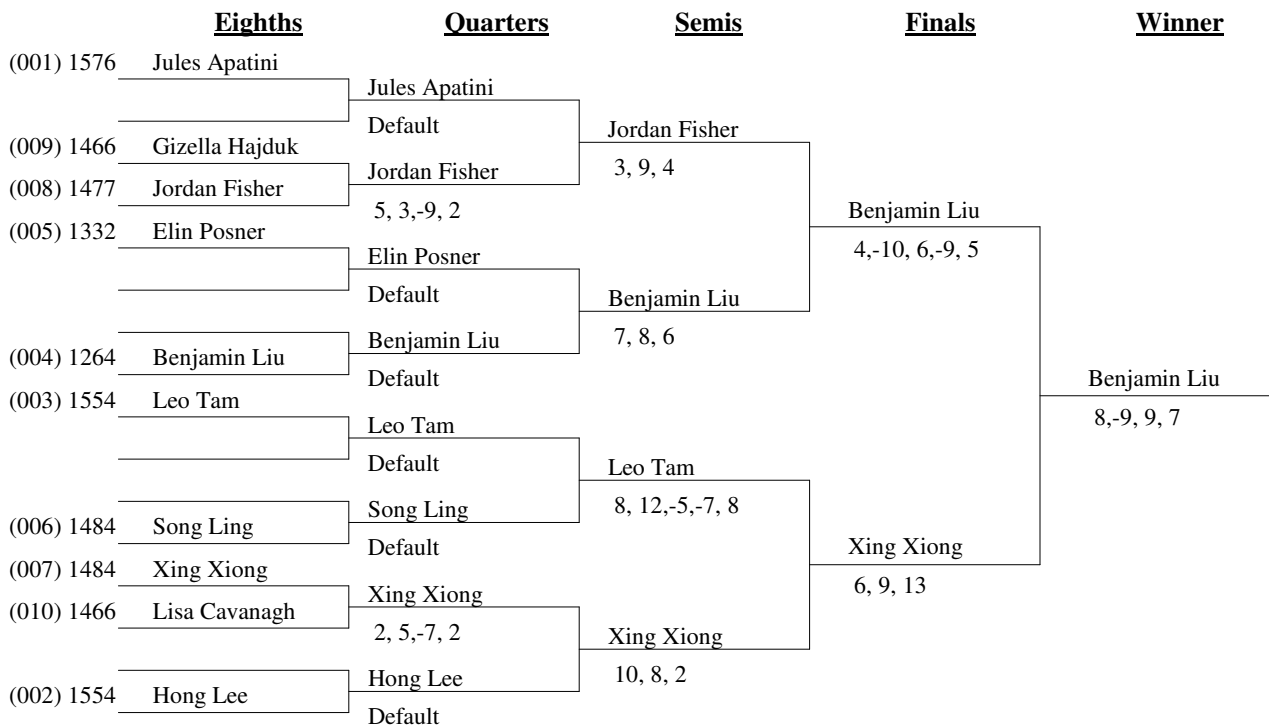 Eighths Quarters Semis Finals Winner
(001) 1576 Jules Apatini
Jules Apatini
Default
Jordan Fisher
3, 9, 4
(009) 1466 Gizella Hajduk
Jordan Fisher
(008) 1477 Jordan Fisher
5, 3,-9, 2
Benjamin Liu
4,-10, 6,-9, 5
(005) 1332 Elin Posner
Elin Posner
Default
Benjamin Liu
7, 8, 6
Benjamin Liu
(004) 1264 Benjamin Liu
Default
Benjamin Liu
8,-9, 9, 7
(003) 1554 Leo Tam
Leo Tam
Default
Leo Tam
8, 12,-5,-7, 8
Song Ling
(006) 1484 Song Ling
Default
Xing Xiong
6, 9, 13
(007) 1484 Xing Xiong
Xing Xiong
(010) 1466 Lisa Cavanagh
2, 5,-7, 2
Xing Xiong
10, 8, 2
Hong Lee
(002) 1554 Hong Lee
Default